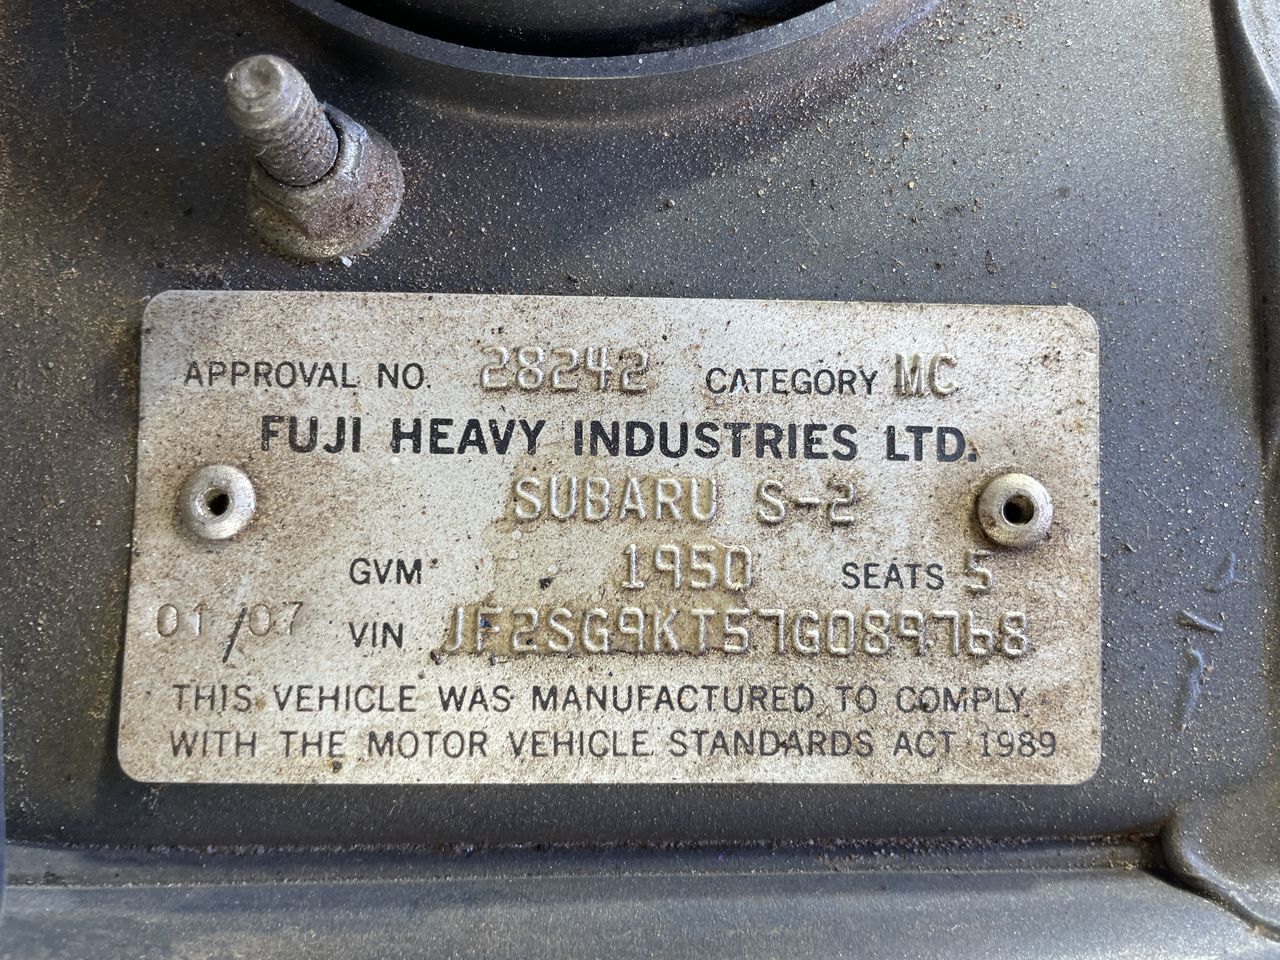 APPROVAL NO. 28242 CATEGORY MC
FUJI HEAVY INDUSTRIES LTD.
SUBARU S-2
GVM 1950 SEATS 5
01/07 VIN JF2SG9KT57G089768
THIS VEHICLE WAS MANUFACTURED TO COMPLY
WITH THE MOTOR VEHICLE STANDARDS ACT 1989